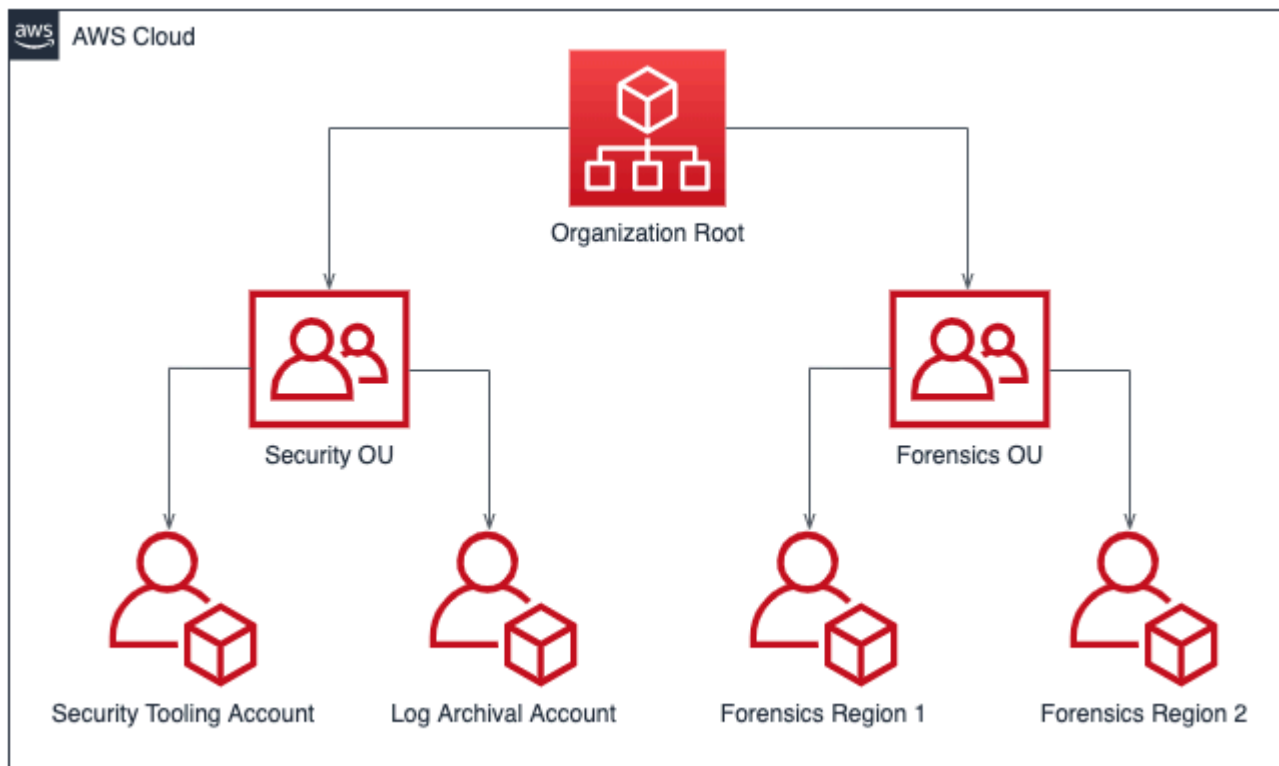 aws
AWS Cloud
Organization Root
Security OU
Forensics OU
Security Tooling Account
Log Archival Account
Forensics Region 1
Forensics Region 2